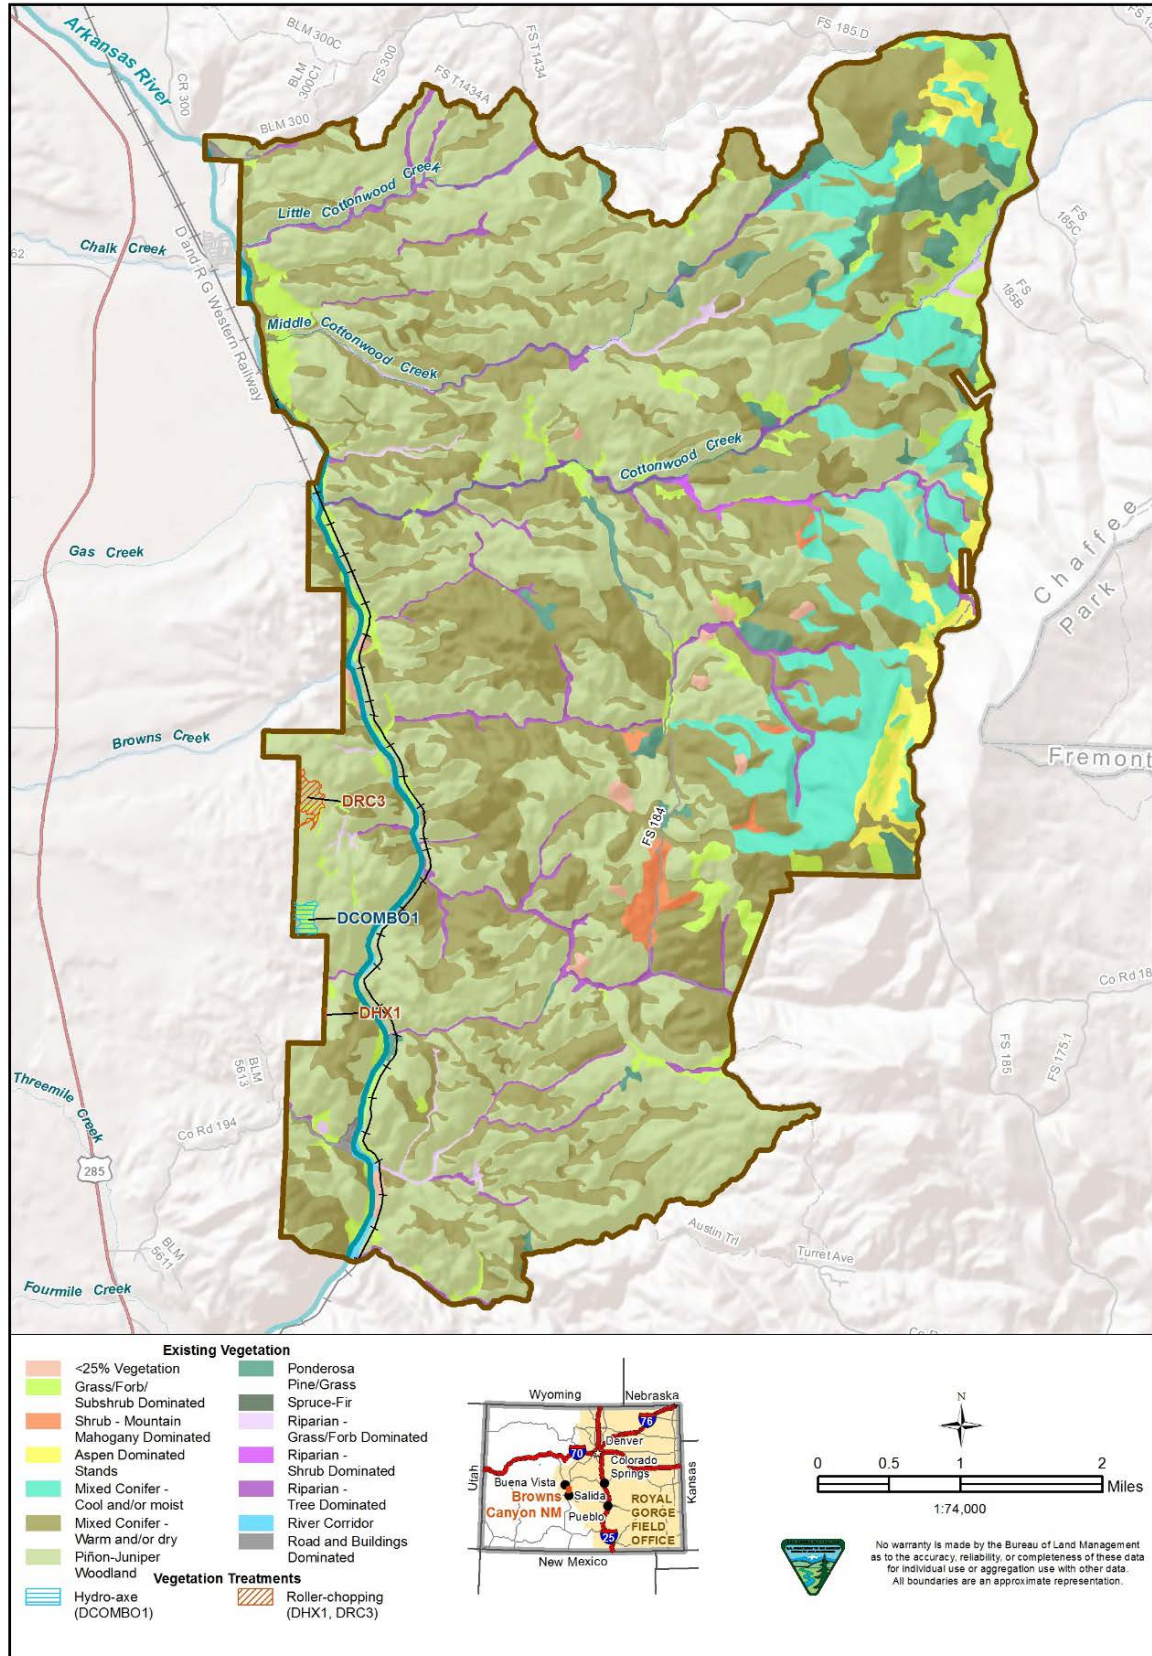 Arkansas River
CR 300
BLM 300C
BLM 300C1
FS 300
FS T1434A
FS T1434
FS 185.D
BLM 300
Little Cottonwood Creek
Chalk Creek
62
D and R G Western Railway
FS 185C
FS 185B
Middle Cottonwood Creek
Cottonwood Creek
Gas Creek
Chaffee
Park
Browns Creek
Fremont
DRC3
FS 184
DCOMBO1
Co Rd 18
DHX1
BLM 5613
FS 185
FS 175.1
Threemile Creek
Co Rd 194
285
Austin Trl
Turret Ave
BLM 5611
Fourmile Creek
Existing Vegetation
<25% Vegetation
Grass/Forb/
Subshrub Dominated
Shrub - Mountain
Mahogany Dominated
Aspen Dominated
Stands
Mixed Conifer -
Cool and/or moist
Mixed Conifer -
Warm and/or dry
Piñon-Juniper
Woodland
Ponderosa
Pine/Grass
Spruce-Fir
Riparian -
Grass/Forb Dominated
Riparian -
Shrub Dominated
Riparian -
Tree Dominated
River Corridor
Road and Buildings
Dominated
Vegetation Treatments
Hydro-axe
(DCOMBO1)
Roller-chopping
(DHX1, DRC3)
Wyoming
Nebraska
76
Denver
70
Colorado
Springs
Utah
Kansas
Buena Vista
Browns
Canyon NM
Salida
Pueblo
ROYAL
GORGE
FIELD
OFFICE
25
New Mexico
N
0 0.5 1 2
Miles
1:74,000
No warranty is made by the Bureau of Land Management
as to the accuracy, reliability, or completeness of these data
for individual use or aggregation use with other data.
All boundaries are an approximate representation.